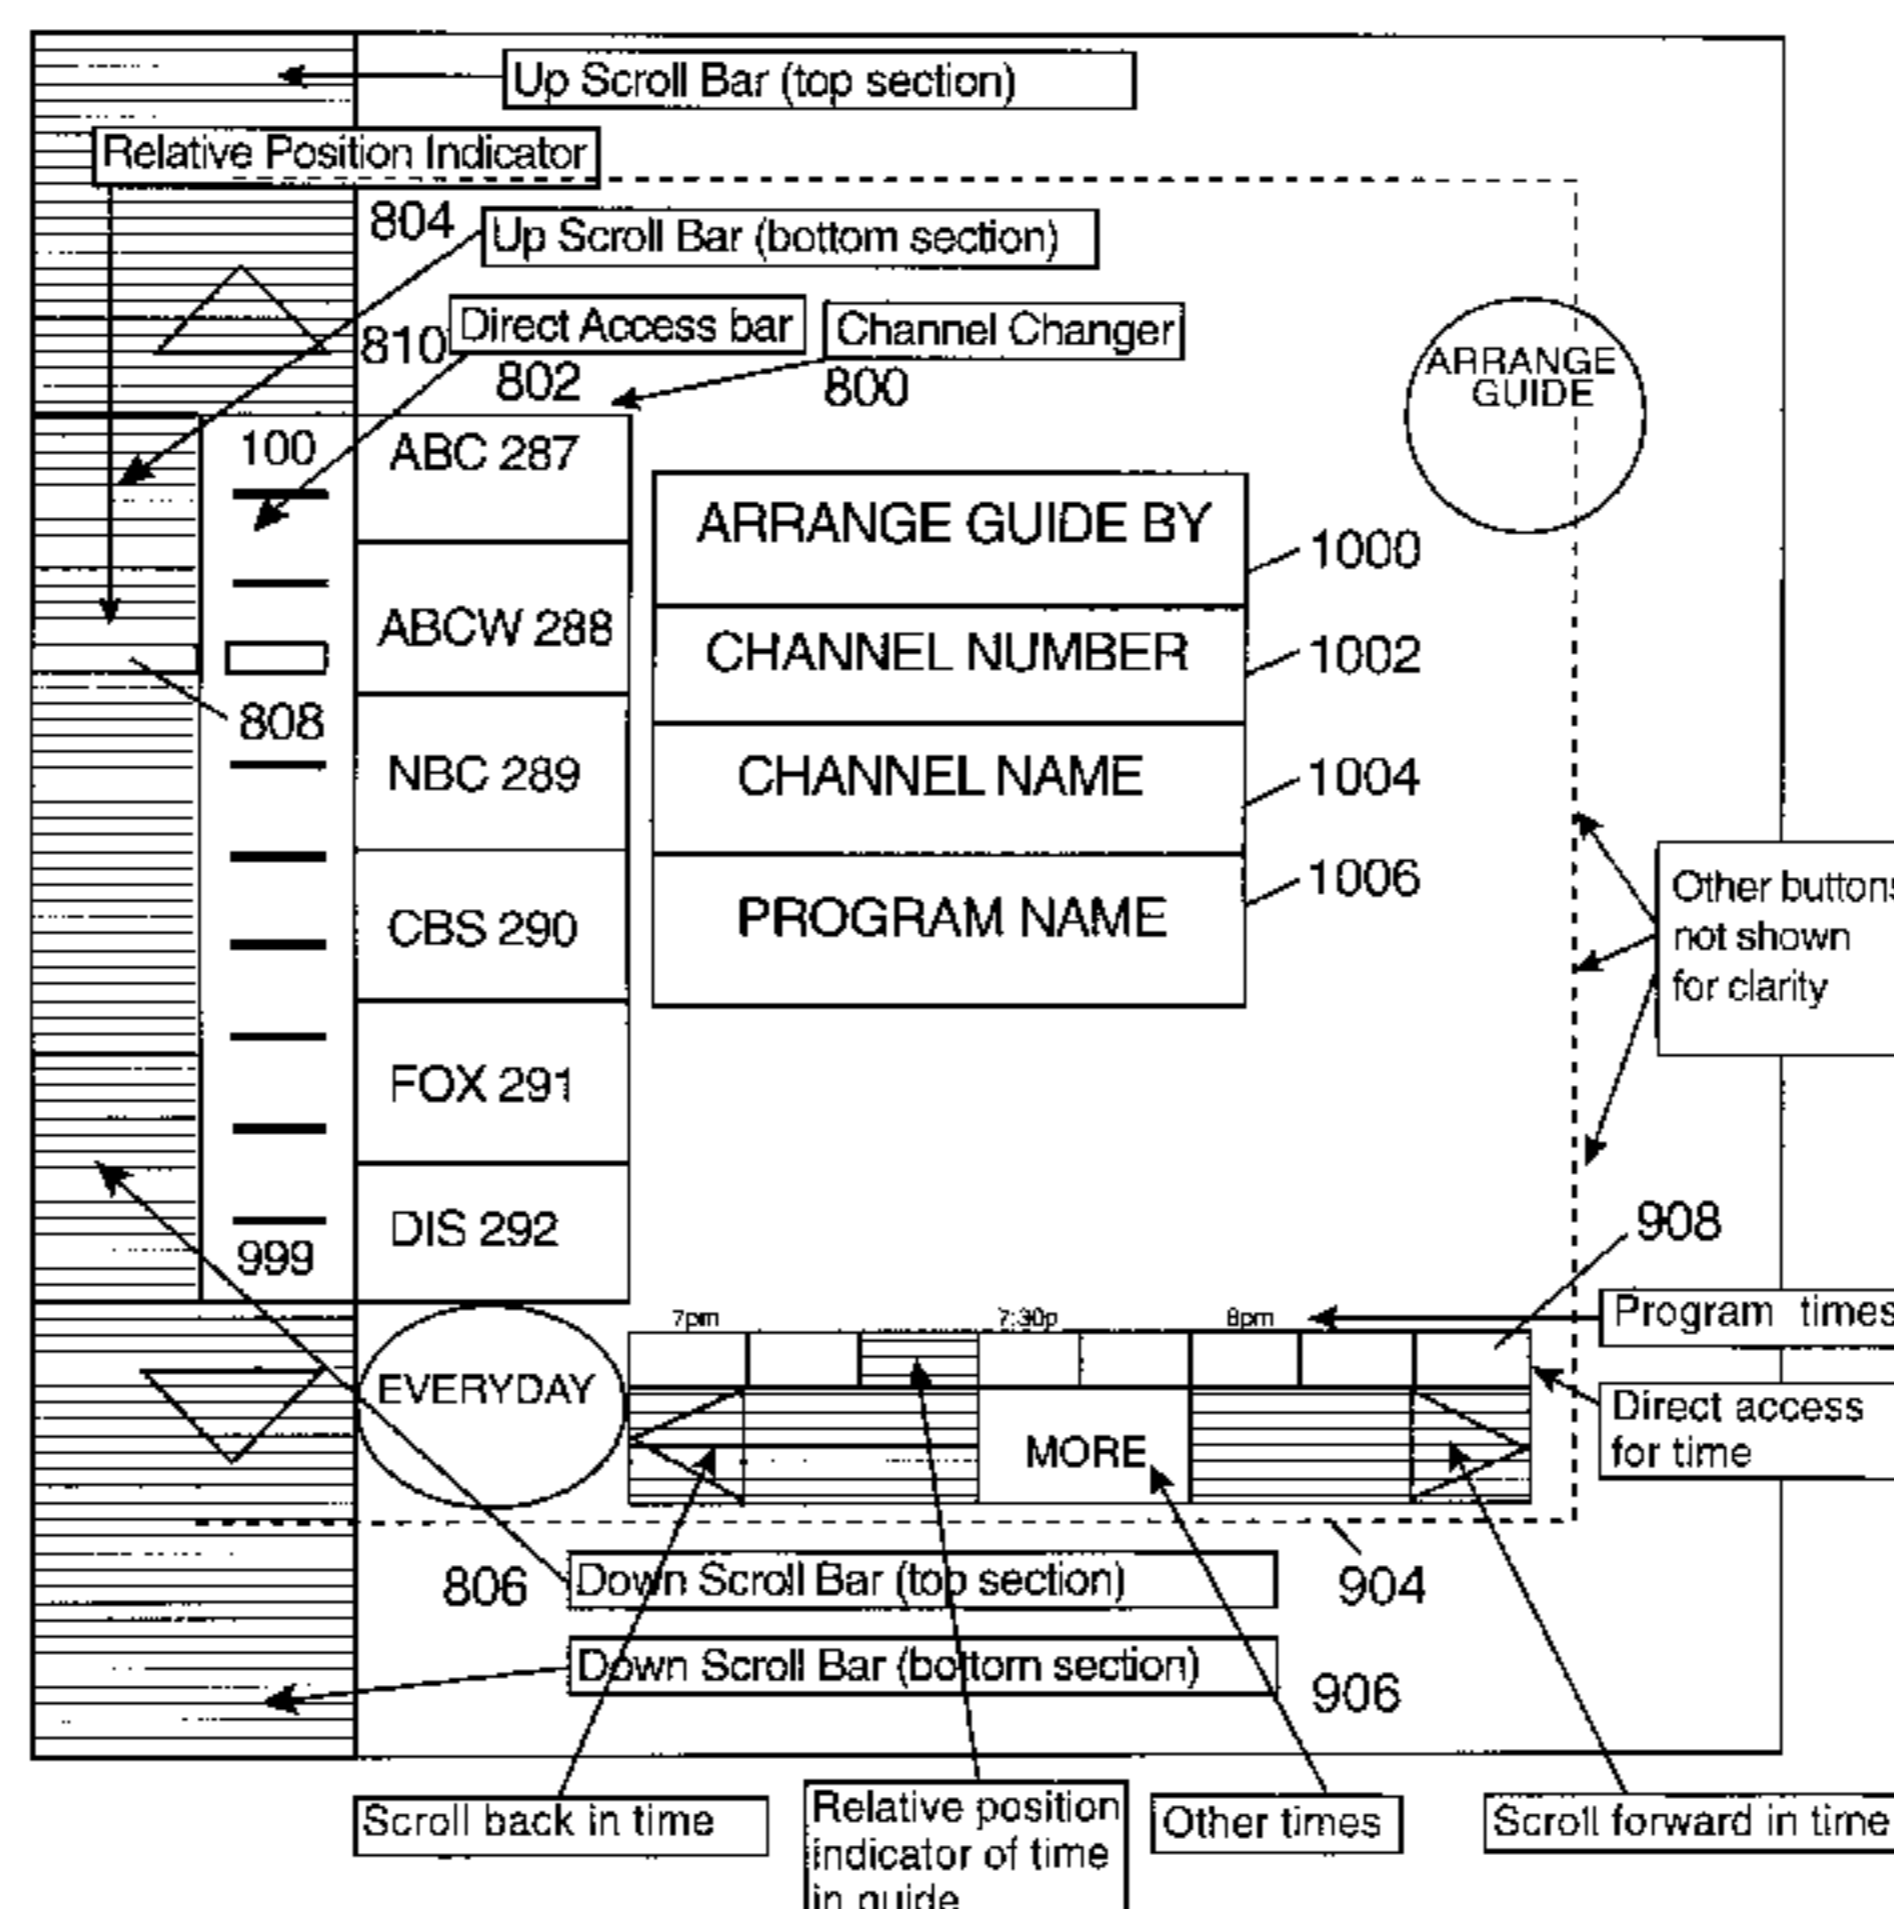 Up Scroll Bar (top section)
Relative Position Indicator
804
Up Scroll Bar (bottom section)
810
Direct Access bar
802
Channel Changer
800
ARRANGE
GUIDE
100
ABC 287
ARRANGE GUIDE BY
1000
ABCW 288
CHANNEL NUMBER
1002
808
NBC 289
CHANNEL NAME
1004
CBS 290
PROGRAM NAME
1006
Other buttons
not shown
for clarity
FOX 291
DIS 292
999
908
7pm
7:30p
8pm
Program times
EVERYDAY
MORE
Direct access
for time
806
Down Scroll Bar (top section)
904
Down Scroll Bar (bottom section)
906
Scroll back in time
Relative position
indicator of time
in guide
Other times
Scroll forward in time